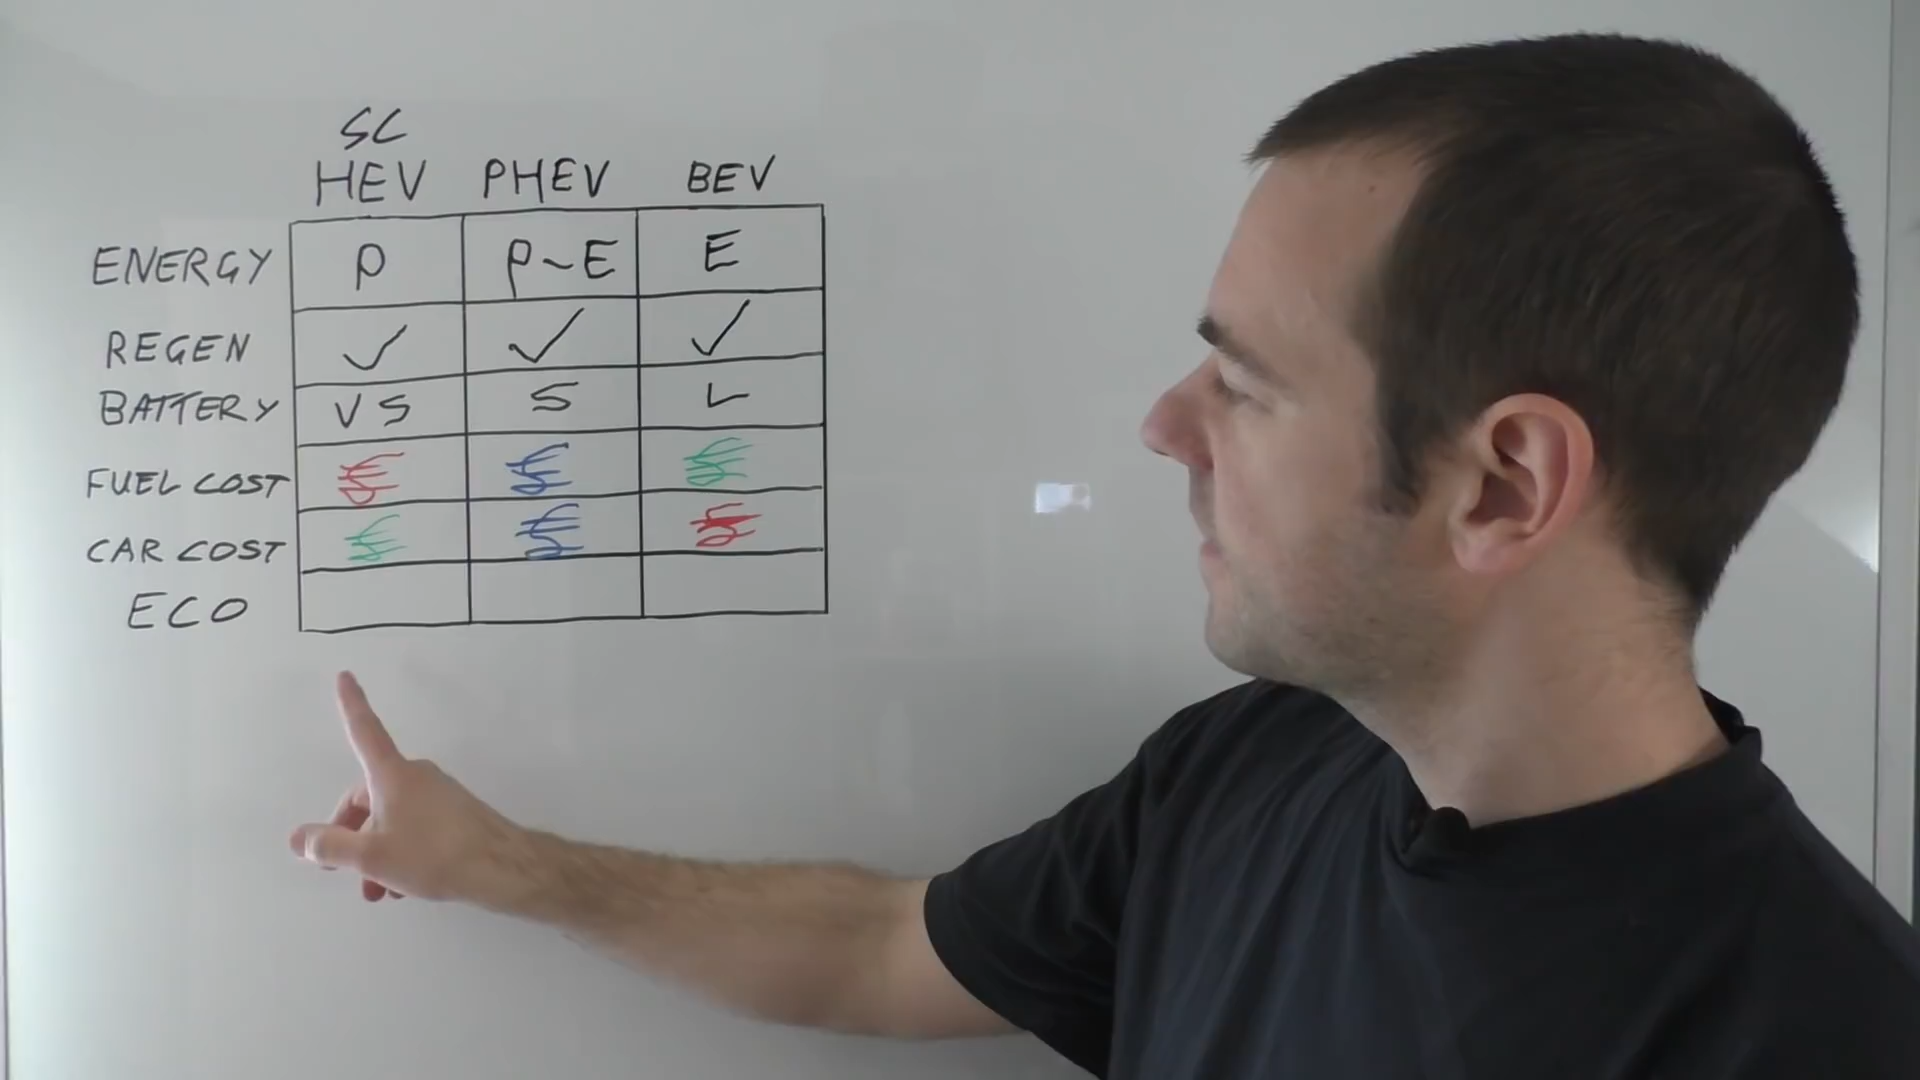 SC
HEV PHEV BEV
ENERGY P P~E E
REGEN ✓ ✓ ✓
BATTERY VS S L
FUEL COST £ £ £
CAR COST £ £ £
ECO